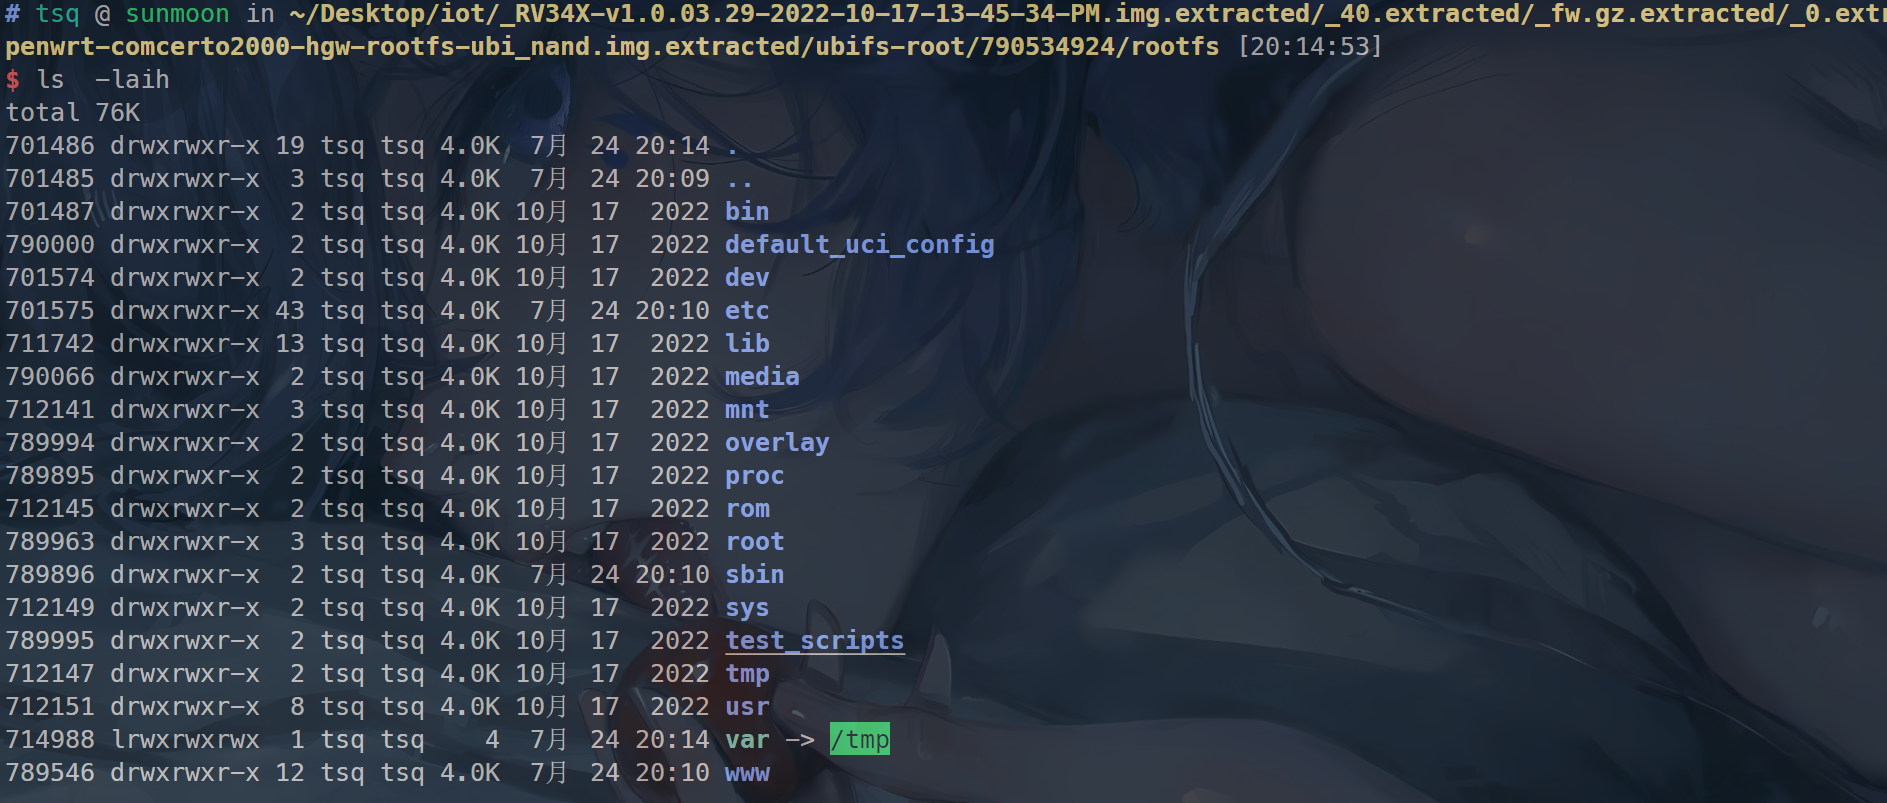 # tsq @ sunmoon in ~/Desktop/iot/_RV34X-v1.0.03.29-2022-10-17-13-45-34-PM.img.extracted/_40.extracted/_fw.gz.extracted/_0.extr
penwrt-comcerto2000-hgw-rootfs-ubi_nand.img.extracted/ubifs-root/790534924/rootfs [20:14:53]
$ ls  -laih
total 76K
701486 drwxrwxr-x 19 tsq tsq 4.0K  7月  24 20:14 .
701485 drwxrwxr-x  3 tsq tsq 4.0K  7月  24 20:09 ..
701487 drwxrwxr-x  2 tsq tsq 4.0K 10月  17  2022 bin
790000 drwxrwxr-x  2 tsq tsq 4.0K 10月  17  2022 default_uci_config
701574 drwxrwxr-x  2 tsq tsq 4.0K 10月  17  2022 dev
701575 drwxrwxr-x 43 tsq tsq 4.0K  7月  24 20:10 etc
711742 drwxrwxr-x 13 tsq tsq 4.0K 10月  17  2022 lib
790066 drwxrwxr-x  2 tsq tsq 4.0K 10月  17  2022 media
712141 drwxrwxr-x  3 tsq tsq 4.0K 10月  17  2022 mnt
789994 drwxrwxr-x  2 tsq tsq 4.0K 10月  17  2022 overlay
789895 drwxrwxr-x  2 tsq tsq 4.0K 10月  17  2022 proc
712145 drwxrwxr-x  2 tsq tsq 4.0K 10月  17  2022 rom
789963 drwxrwxr-x  3 tsq tsq 4.0K 10月  17  2022 root
789896 drwxrwxr-x  2 tsq tsq 4.0K  7月  24 20:10 sbin
712149 drwxrwxr-x  2 tsq tsq 4.0K 10月  17  2022 sys
789995 drwxrwxr-x  2 tsq tsq 4.0K 10月  17  2022 test_scripts
712147 drwxrwxr-x  2 tsq tsq 4.0K 10月  17  2022 tmp
712151 drwxrwxr-x  8 tsq tsq 4.0K 10月  17  2022 usr
714988 lrwxrwxrwx  1 tsq tsq    4  7月  24 20:14 var -> /tmp
789546 drwxrwxr-x 12 tsq tsq 4.0K  7月  24 20:10 www